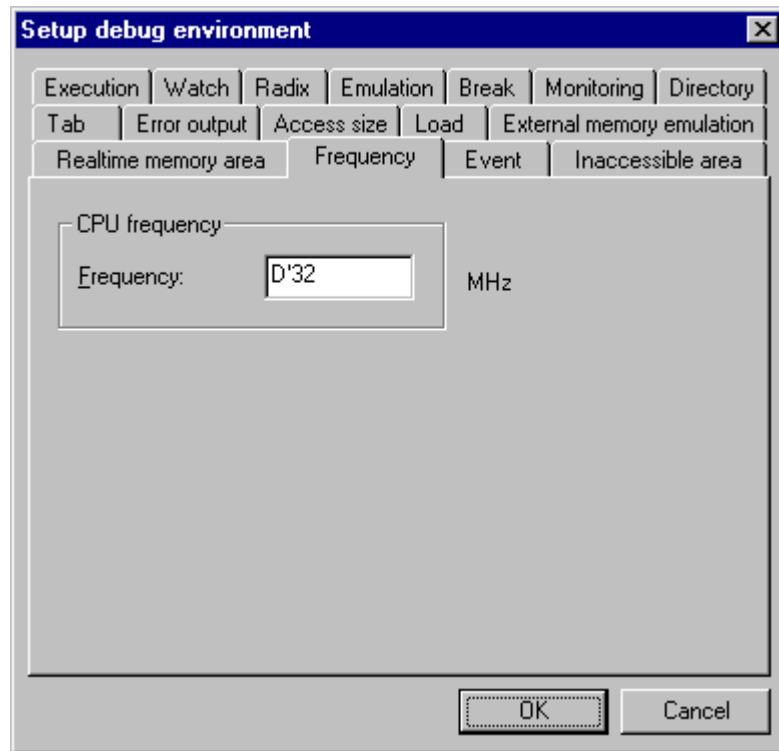 Setup debug environment
Execution Watch Radix Emulation Break Monitoring Directory
Tab Error output Access size Load External memory emulation
Realtime memory area Frequency Event Inaccessible area
CPU frequency
Frequency: D'32 MHz
OK Cancel